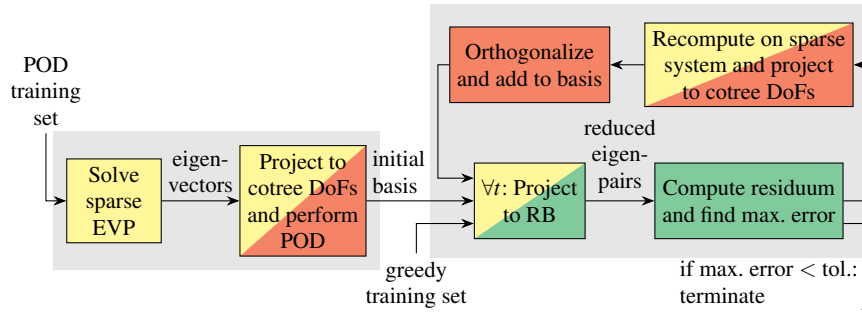 POD
training
set
Solve
sparse
EVP
eigen-
vectors
Project to
cotree DoFs
and perform
POD
initial
basis
Orthogonalize
and add to basis
Recompute on sparse
system and project
to cotree DoFs
∀t: Project
to RB
reduced
eigen-
pairs
Compute residuum
and find max. error
greedy
training set
if max. error < tol.:
terminate